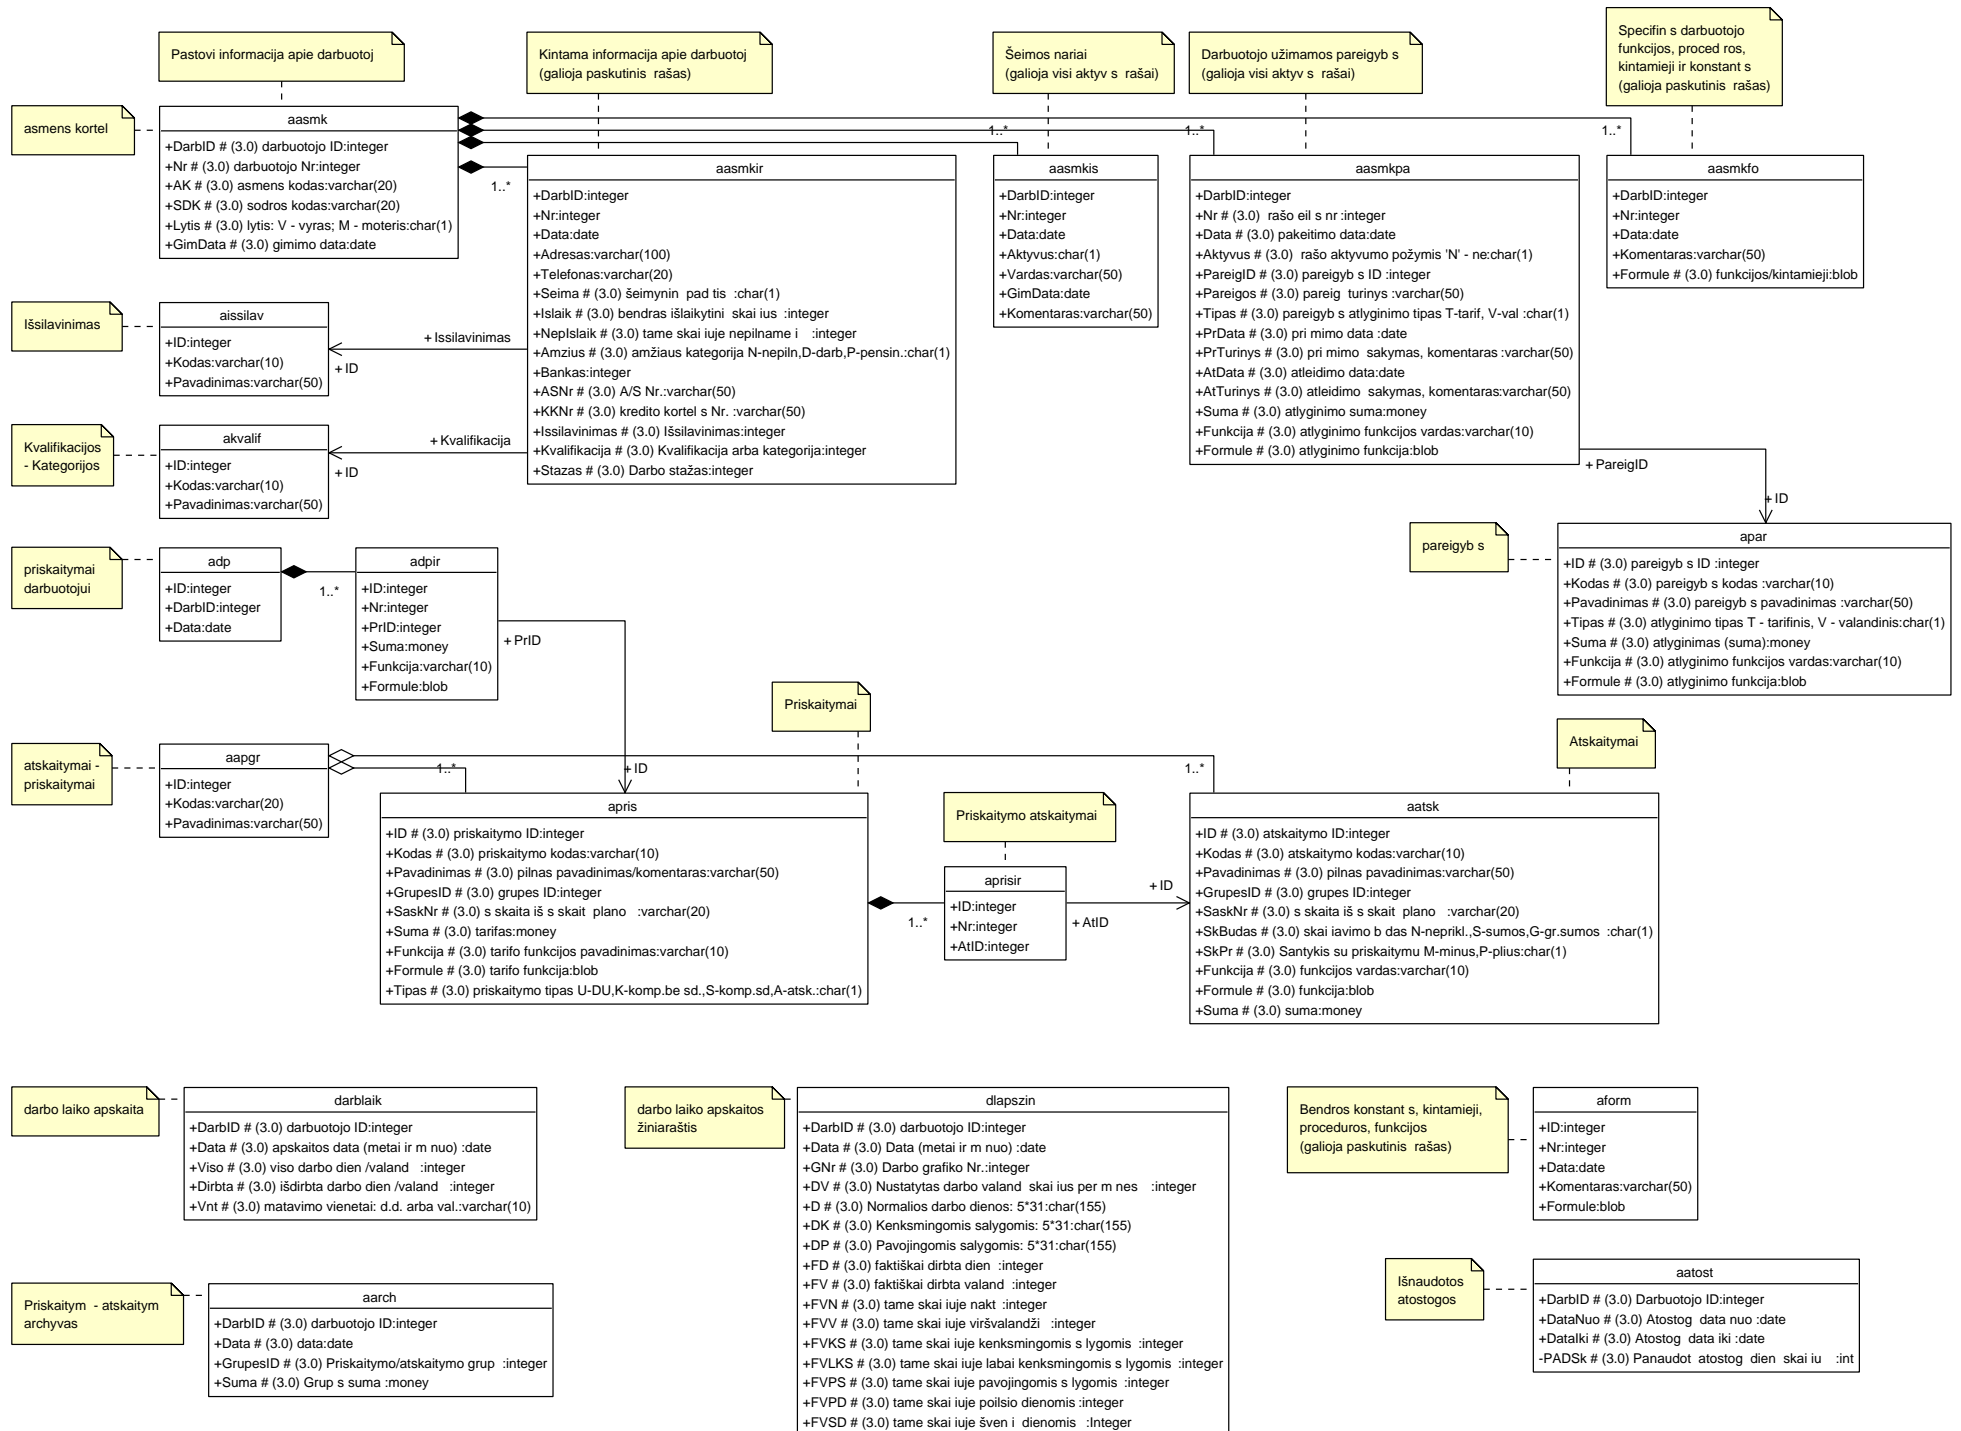 Pastovi informacija apie darbuotoj
Kintama informacija apie darbuotoj
(galioja paskutinis  rašas)
Šeimos nariai
(galioja visi aktyv s  rašai)
Darbuotojo užimamos pareigyb s
(galioja visi aktyv s  rašai)
Specifin s darbuotojo
funkcijos, proced ros,
kintamieji ir konstant s
(galioja paskutinis  rašas)
asmens kortel
aasmk
+DarbID # (3.0) darbuotojo ID:integer
+Nr # (3.0) darbuotojo Nr:integer
+AK # (3.0) asmens kodas:varchar(20)
+SDK # (3.0) sodros kodas:varchar(20)
+Lytis # (3.0) lytis: V - vyras; M - moteris:char(1)
+GimData # (3.0) gimimo data:date
1..*
1..*
1..*
1..*
aasmkir
+DarbID:integer
+Nr:integer
+Data:date
+Adresas:varchar(100)
+Telefonas:varchar(20)
+Seima # (3.0) šeimynin  pad tis  :char(1)
+Islaik # (3.0) bendras išlaikytini  skai ius  :integer
+NepIslaik # (3.0) tame skai iuje nepilname i   :integer
+Amzius # (3.0) amžiaus kategorija N-nepiln,D-darb,P-pensin.:char(1)
+Bankas:integer
+ASNr # (3.0) A/S Nr.:varchar(50)
+KKNr # (3.0) kredito kortel s Nr. :varchar(50)
+Issilavinimas # (3.0) Išsilavinimas:integer
+Kvalifikacija # (3.0) Kvalifikacija arba kategorija:integer
+Stazas # (3.0) Darbo stažas:integer
aasmkis
+DarbID:integer
+Nr:integer
+Data:date
+Aktyvus:char(1)
+Vardas:varchar(50)
+GimData:date
+Komentaras:varchar(50)
aasmkpa
+DarbID:integer
+Nr # (3.0)  rašo eil s nr :integer
+Data # (3.0) pakeitimo data:date
+Aktyvus # (3.0)  rašo aktyvumo požymis 'N' - ne:char(1)
+PareigID # (3.0) pareigyb s ID :integer
+Pareigos # (3.0) pareig  turinys :varchar(50)
+Tipas # (3.0) pareigyb s atlyginimo tipas T-tarif, V-val :char(1)
+PrData # (3.0) pri mimo data :date
+PrTurinys # (3.0) pri mimo  sakymas, komentaras :varchar(50)
+AtData # (3.0) atleidimo data:date
+AtTurinys # (3.0) atleidimo  sakymas, komentaras:varchar(50)
+Suma # (3.0) atlyginimo suma:money
+Funkcija # (3.0) atlyginimo funkcijos vardas:varchar(10)
+Formule # (3.0) atlyginimo funkcija:blob
aasmkfo
+DarbID:integer
+Nr:integer
+Data:date
+Komentaras:varchar(50)
+Formule # (3.0) funkcijos/kintamieji:blob
Išsilavinimas
aissilav
+ID:integer
+Kodas:varchar(10)
+Pavadinimas:varchar(50)
+ Issilavinimas
+ ID
Kvalifikacijos
- Kategorijos
akvalif
+ID:integer
+Kodas:varchar(10)
+Pavadinimas:varchar(50)
+ Kvalifikacija
+ ID
+ PareigID
+ ID
pareigyb s
apar
+ID # (3.0) pareigyb s ID :integer
+Kodas # (3.0) pareigyb s kodas :varchar(10)
+Pavadinimas # (3.0) pareigyb s pavadinimas :varchar(50)
+Tipas # (3.0) atlyginimo tipas T - tarifinis, V - valandinis:char(1)
+Suma # (3.0) atlyginimas (suma):money
+Funkcija # (3.0) atlyginimo funkcijos vardas:varchar(10)
+Formule # (3.0) atlyginimo funkcija:blob
priskaitymai
darbuotojui
adp
+ID:integer
+DarbID:integer
+Data:date
1..*
adpir
+ID:integer
+Nr:integer
+PrID:integer
+Suma:money
+Funkcija:varchar(10)
+Formule:blob
+ PrID
+ ID
Priskaitymai
Atskaitymai
atskaitymai -
priskaitymai
aapgr
+ID:integer
+Kodas:varchar(20)
+Pavadinimas:varchar(50)
1..*
1..*
apris
+ID # (3.0) priskaitymo ID:integer
+Kodas # (3.0) priskaitymo kodas:varchar(10)
+Pavadinimas # (3.0) pilnas pavadinimas/komentaras:varchar(50)
+GrupesID # (3.0) grupes ID:integer
+SaskNr # (3.0) s skaita iš s skait  plano   :varchar(20)
+Suma # (3.0) tarifas:money
+Funkcija # (3.0) tarifo funkcijos pavadinimas:varchar(10)
+Formule # (3.0) tarifo funkcija:blob
+Tipas # (3.0) priskaitymo tipas U-DU,K-komp.be sd.,S-komp.sd,A-atsk.:char(1)
Priskaitymo atskaitymai
1..*
aprisir
+ID:integer
+Nr:integer
+AtID:integer
+ ID
+ AtID
aatsk
+ID # (3.0) atskaitymo ID:integer
+Kodas # (3.0) atskaitymo kodas:varchar(10)
+Pavadinimas # (3.0) pilnas pavadinimas:varchar(50)
+GrupesID # (3.0) grupes ID:integer
+SaskNr # (3.0) s skaita iš s skait  plano   :varchar(20)
+SkBudas # (3.0) skai iavimo b das N-neprikl.,S-sumos,G-gr.sumos  :char(1)
+SkPr # (3.0) Santykis su priskaitymu M-minus,P-plius:char(1)
+Funkcija # (3.0) funkcijos vardas:varchar(10)
+Formule # (3.0) funkcija:blob
+Suma # (3.0) suma:money
darbo laiko apskaita
darblaik
+DarbID # (3.0) darbuotojo ID:integer
+Data # (3.0) apskaitos data (metai ir m nuo) :date
+Viso # (3.0) viso darbo dien /valand   :integer
+Dirbta # (3.0) išdirbta darbo dien /valand   :integer
+Vnt # (3.0) matavimo vienetai: d.d. arba val.:varchar(10)
Priskaitym  - atskaitym
archyvas
aarch
+DarbID # (3.0) darbuotojo ID:integer
+Data # (3.0) data:date
+GrupesID # (3.0) Priskaitymo/atskaitymo grup  :integer
+Suma # (3.0) Grup s suma :money
darbo laiko apskaitos
žiniaraštis
dlapszin
+DarbID # (3.0) darbuotojo ID:integer
+Data # (3.0) Data (metai ir m nuo) :date
+GNr # (3.0) Darbo grafiko Nr.:integer
+DV # (3.0) Nustatytas darbo valand  skai ius per m nes   :integer
+D # (3.0) Normalios darbo dienos: 5*31:char(155)
+DK # (3.0) Kenksmingomis salygomis: 5*31:char(155)
+DP # (3.0) Pavojingomis salygomis: 5*31:char(155)
+FD # (3.0) faktiškai dirbta dien  :integer
+FV # (3.0) faktiškai dirbta valand  :integer
+FVN # (3.0) tame skai iuje nakt  :integer
+FVV # (3.0) tame skai iuje viršvalandži   :integer
+FVKS # (3.0) tame skai iuje kenksmingomis s lygomis  :integer
+FVLKS # (3.0) tame skai iuje labai kenksmingomis s lygomis  :integer
+FVPS # (3.0) tame skai iuje pavojingomis s lygomis  :integer
+FVPD # (3.0) tame skai iuje poilsio dienomis :integer
+FVSD # (3.0) tame skai iuje šven i  dienomis  :Integer
Bendros konstant s, kintamieji,
proceduros, funkcijos
(galioja paskutinis  rašas)
aform
+ID:integer
+Nr:integer
+Data:date
+Komentaras:varchar(50)
+Formule:blob
Išnaudotos
atostogos
aatost
+DarbID # (3.0) Darbuotojo ID:integer
+DataNuo # (3.0) Atostog  data nuo :date
+DataIki # (3.0) Atostog  data iki :date
-PADSk # (3.0) Panaudot  atostog  dien  skai iu   :int